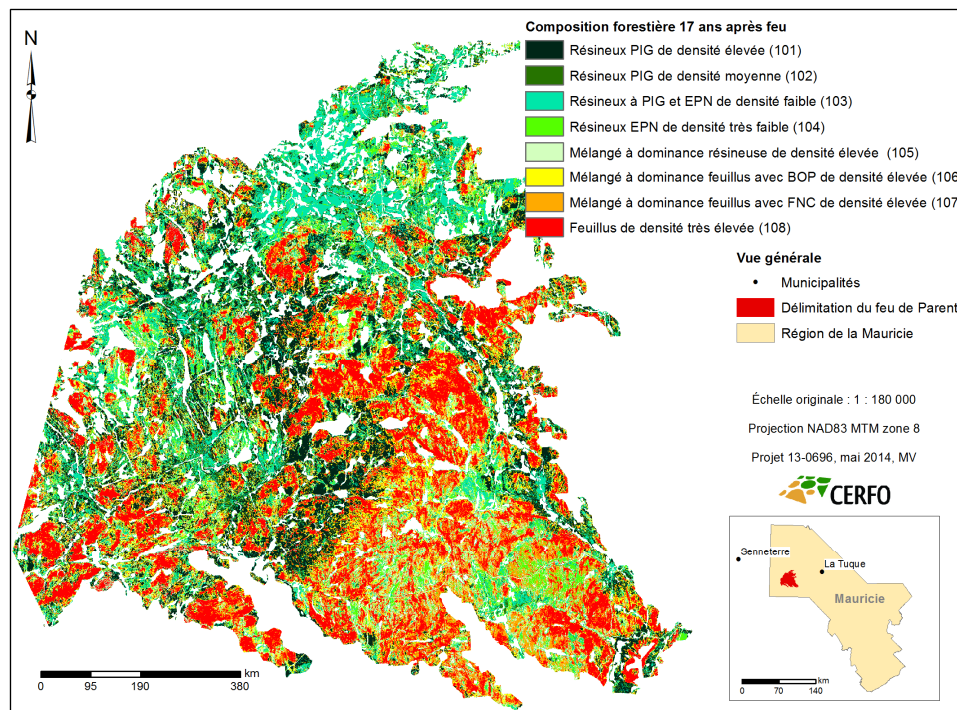 N
Composition forestière 17 ans après feu
Résineux PIG de densité élevée (101)
Résineux PIG de densité moyenne (102)
Résineux à PIG et EPN de densité faible (103)
Résineux EPN de densité très faible (104)
Mélangé à dominance résineuse de densité élevée (105)
Mélangé à dominance feuillus avec BOP de densité élevée (106
Mélangé à dominance feuillus avec FNC de densité élevée (107
Feuillus de densité très élevée (108)
Vue générale
Municipalités
Délimitation du feu de Parent
Région de la Mauricie
Échelle originale : 1 : 180 000
Projection NAD83 MTM zone 8
Projet 13-0696, mai 2014, MV
CERFO
Senneterre
La Tuque
Mauricie
km
0 70 140
km
0 95 190 380